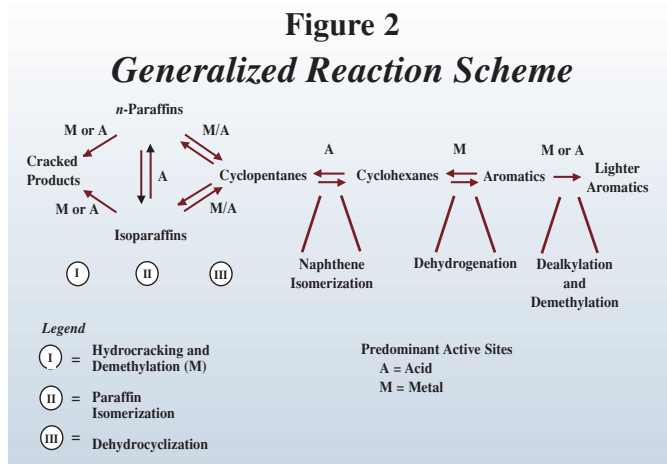 Figure 2
Generalized Reaction Scheme
n-Paraffins
M or A
M/A
Cracked
Products
A
M or A
M/A
Isoparaffins
Cyclopentanes
A
Cyclohexanes
M
Aromatics
M or A
Lighter
Aromatics
Naphthene
Isomerization
Dehydrogenation
Dealkylation
and
Demethylation
I
II
III
Legend
I = Hydrocracking and
Demethylation (M)
II = Paraffin
Isomerization
III = Dehydrocyclization
Predominant Active Sites
A = Acid
M = Metal